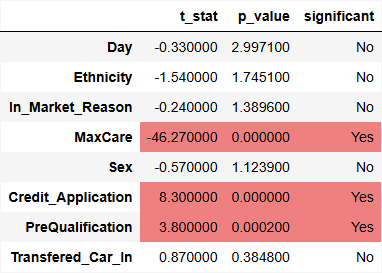 t_stat p_value significant
Day -0.330000 2.997100 No
Ethnicity -1.540000 1.745100 No
In_Market_Reason -0.240000 1.389600 No
MaxCare -46.270000 0.000000 Yes
Sex -0.570000 1.123900 No
Credit_Application 8.300000 0.000000 Yes
PreQualification 3.800000 0.000200 Yes
Transfered_Car_In 0.870000 0.384800 No